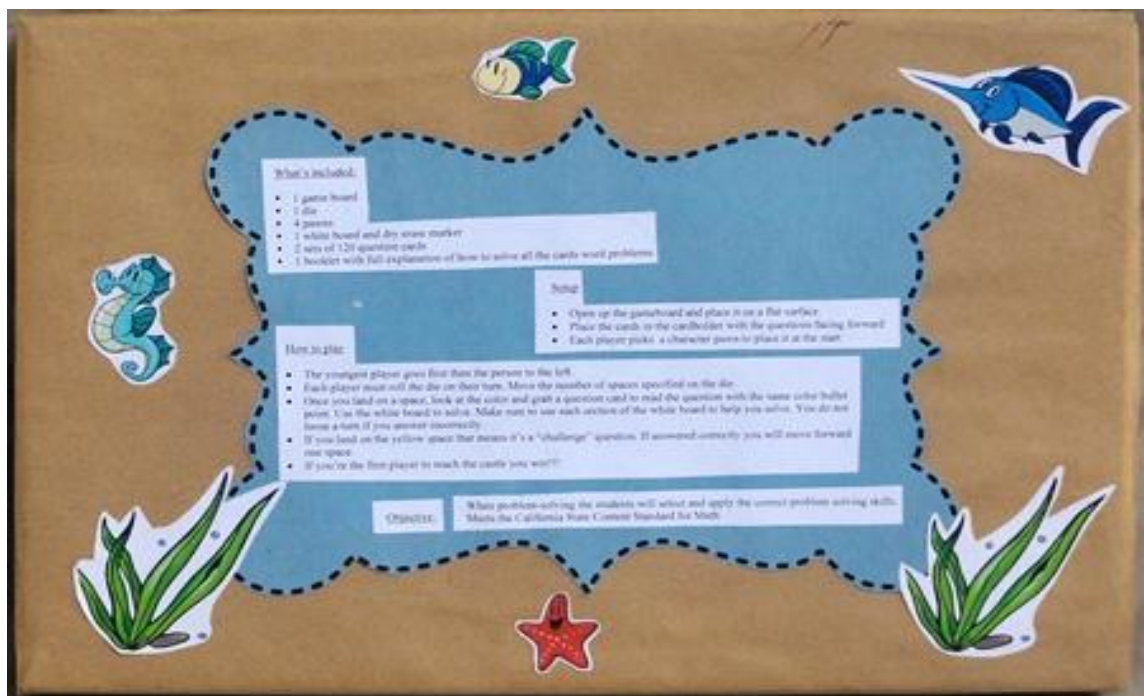 What's included:
• 1 game board
• 1 die
• 4 pawns
• 1 white board and dry erase marker
• 2 sets of 120 question cards
• 1 booklet with full explanation of how to solve all the cards word problems
Setup
• Open up the gameboard and place it on a flat surface
• Place the cards in the cardholder with the questions facing forward
• Each player picks a character pawn to place it at the start
How to play
• The youngest player goes first then the person to the left.
• Each player must roll the die on their turn. Move the number of spaces specified on the die.
• Once you land on a space, look at the color and grab a question card to read the question with the same color bullet
point. Use the white board to solve. Make sure to use each section of the white board to help you solve. You do not
loose a turn if you answer incorrectly.
• If you land on the yellow space that means it's a "challenge" question. If answered correctly you will move forward
one space.
• If you're the first player to reach the castle you win!!!
Objective:
When problem-solving the students will select and apply the correct problem solving skills.
Meets the California State Content Standard for Math.